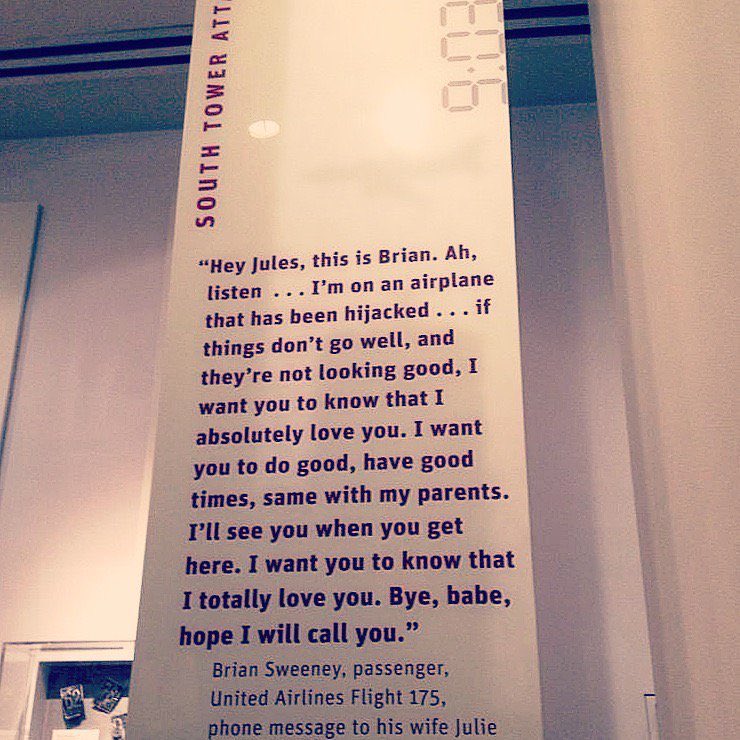 SOUTH TOWER
9:03
“Hey Jules, this is Brian. Ah,
listen ... I’m on an airplane
that has been hijacked ... if
things don’t go well, and
they’re not looking good, I
want you to know that I
absolutely love you. I want
you to do good, have good
times, same with my parents.
I’ll see you when you get
here. I want you to know that
I totally love you. Bye, babe,
hope I will call you.”
Brian Sweeney, passenger,
United Airlines Flight 175,
phone message to his wife Julie